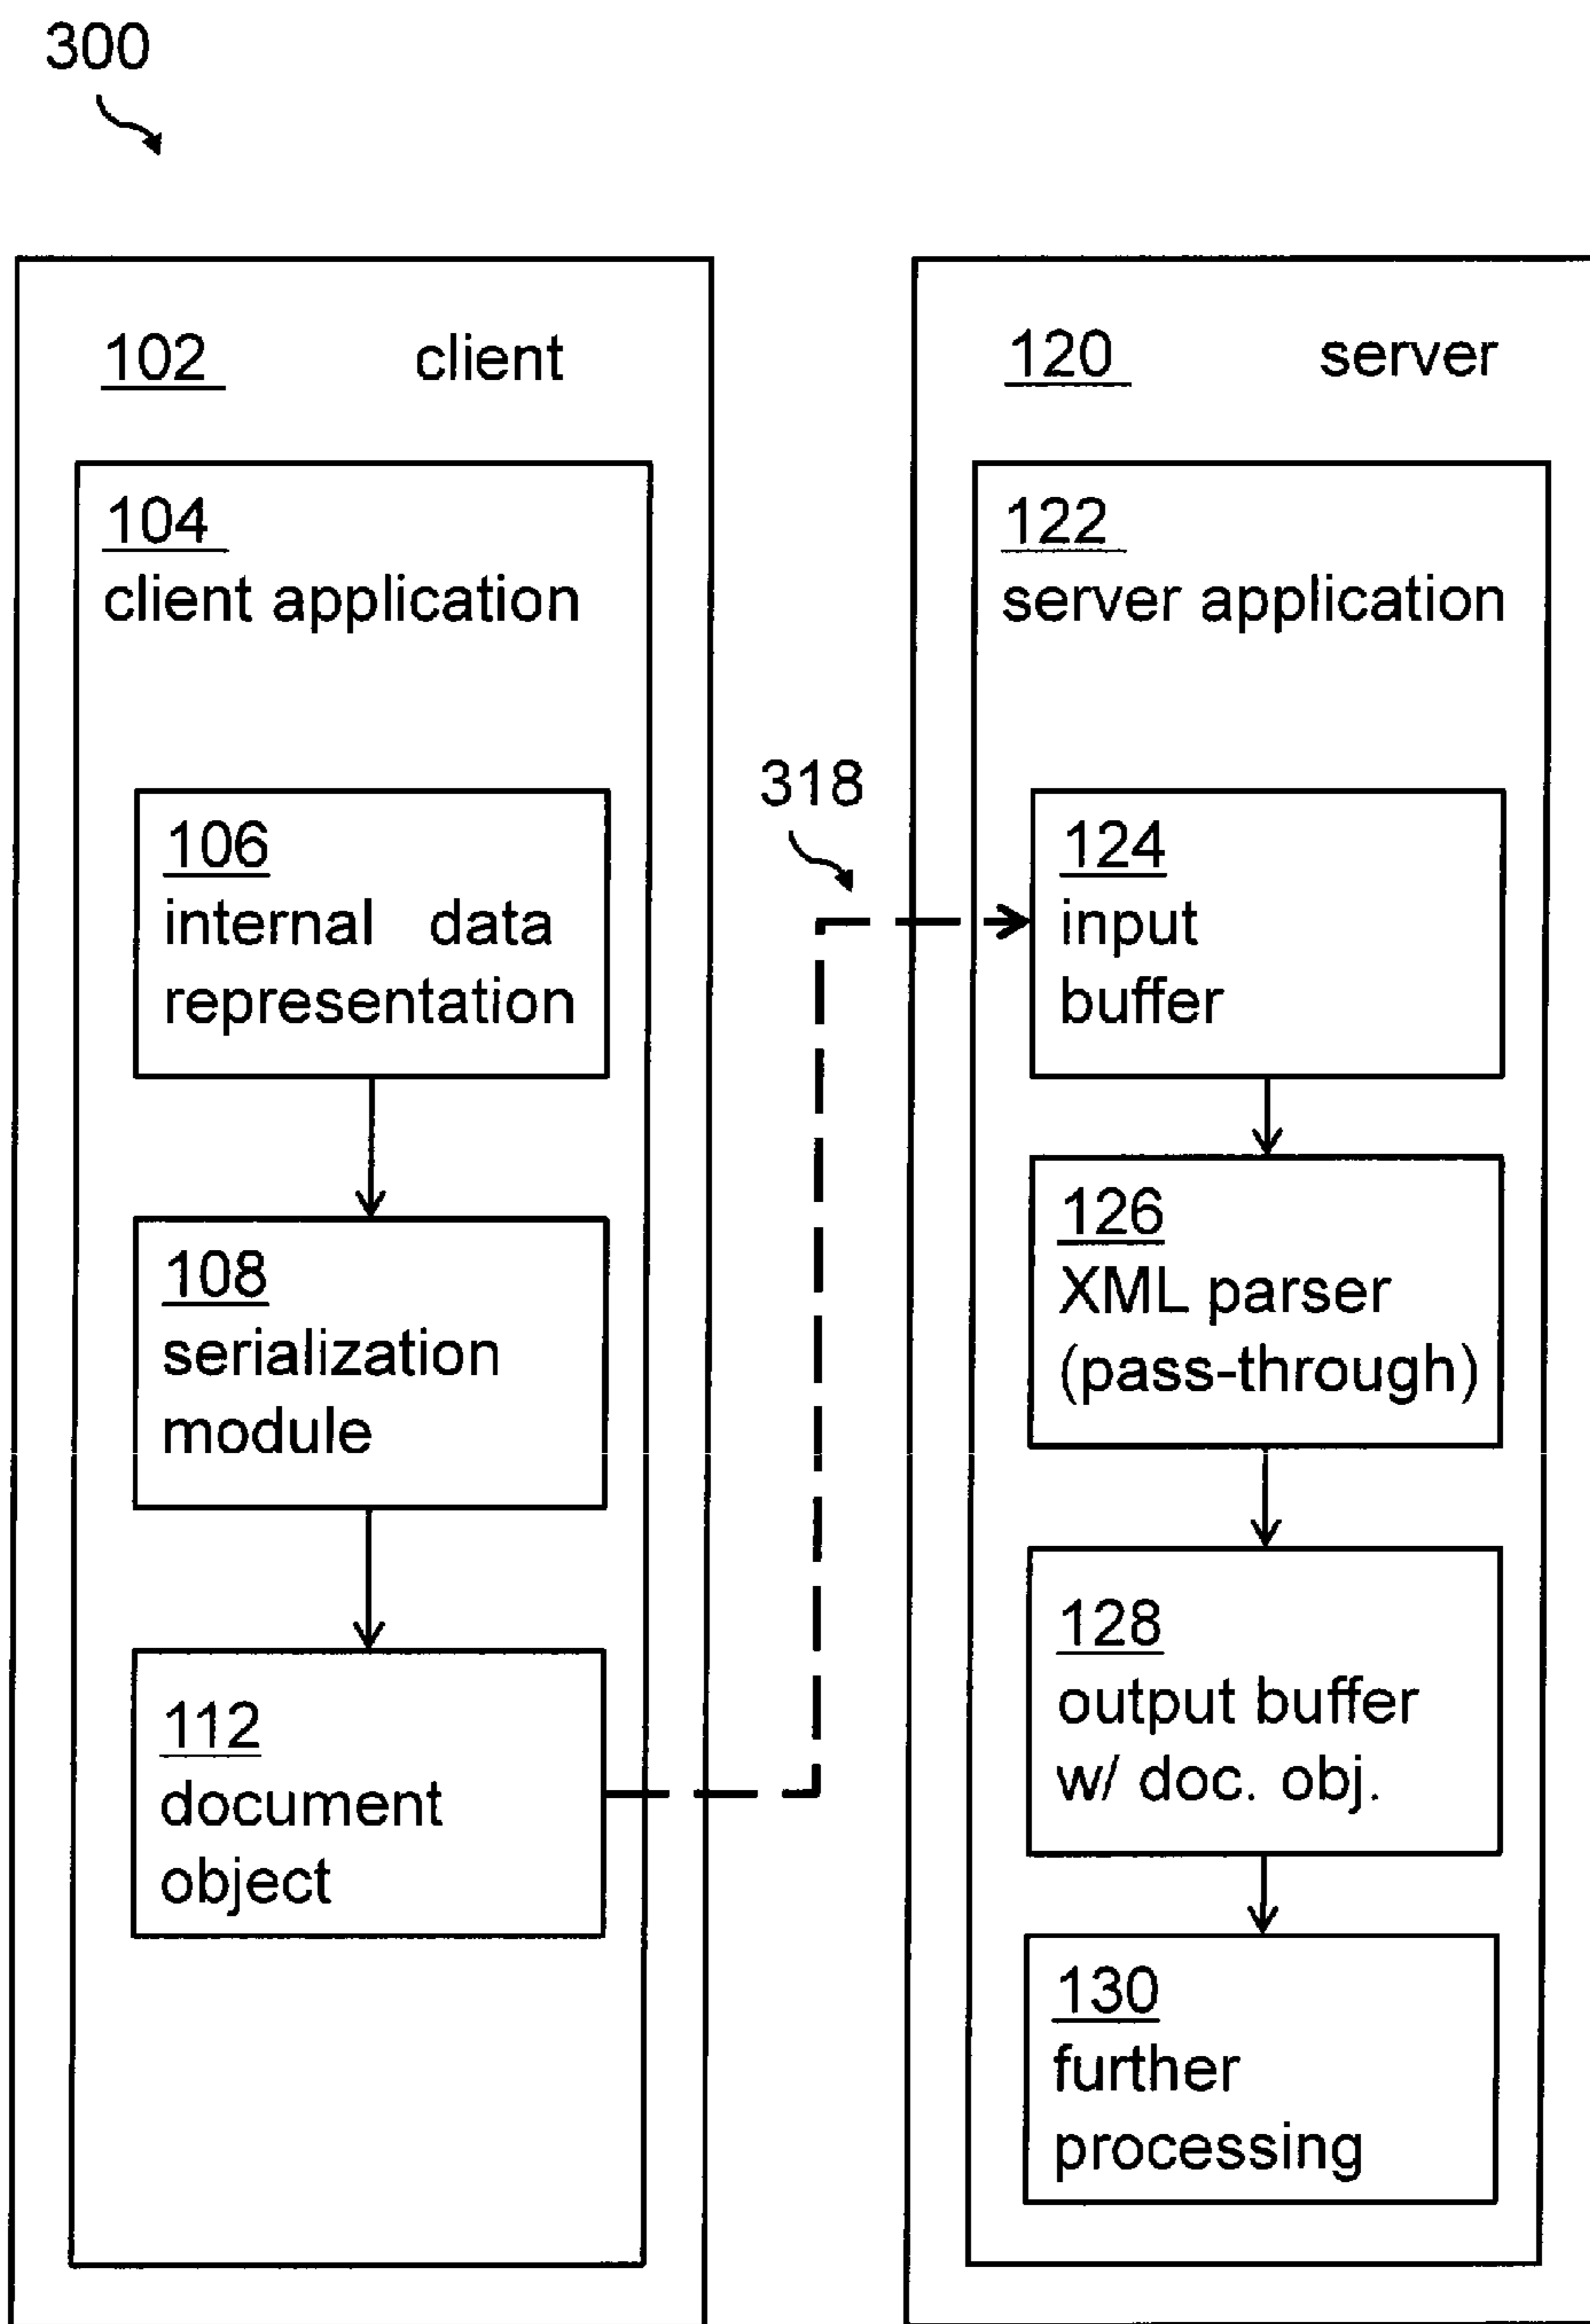 300
102 client
104
client application
106
internal data
representation
108
serialization
module
112
document
object
318
120 server
122
server application
124
input
buffer
126
XML parser
(pass-through)
128
output buffer
w/ doc. obj.
130
further
processing